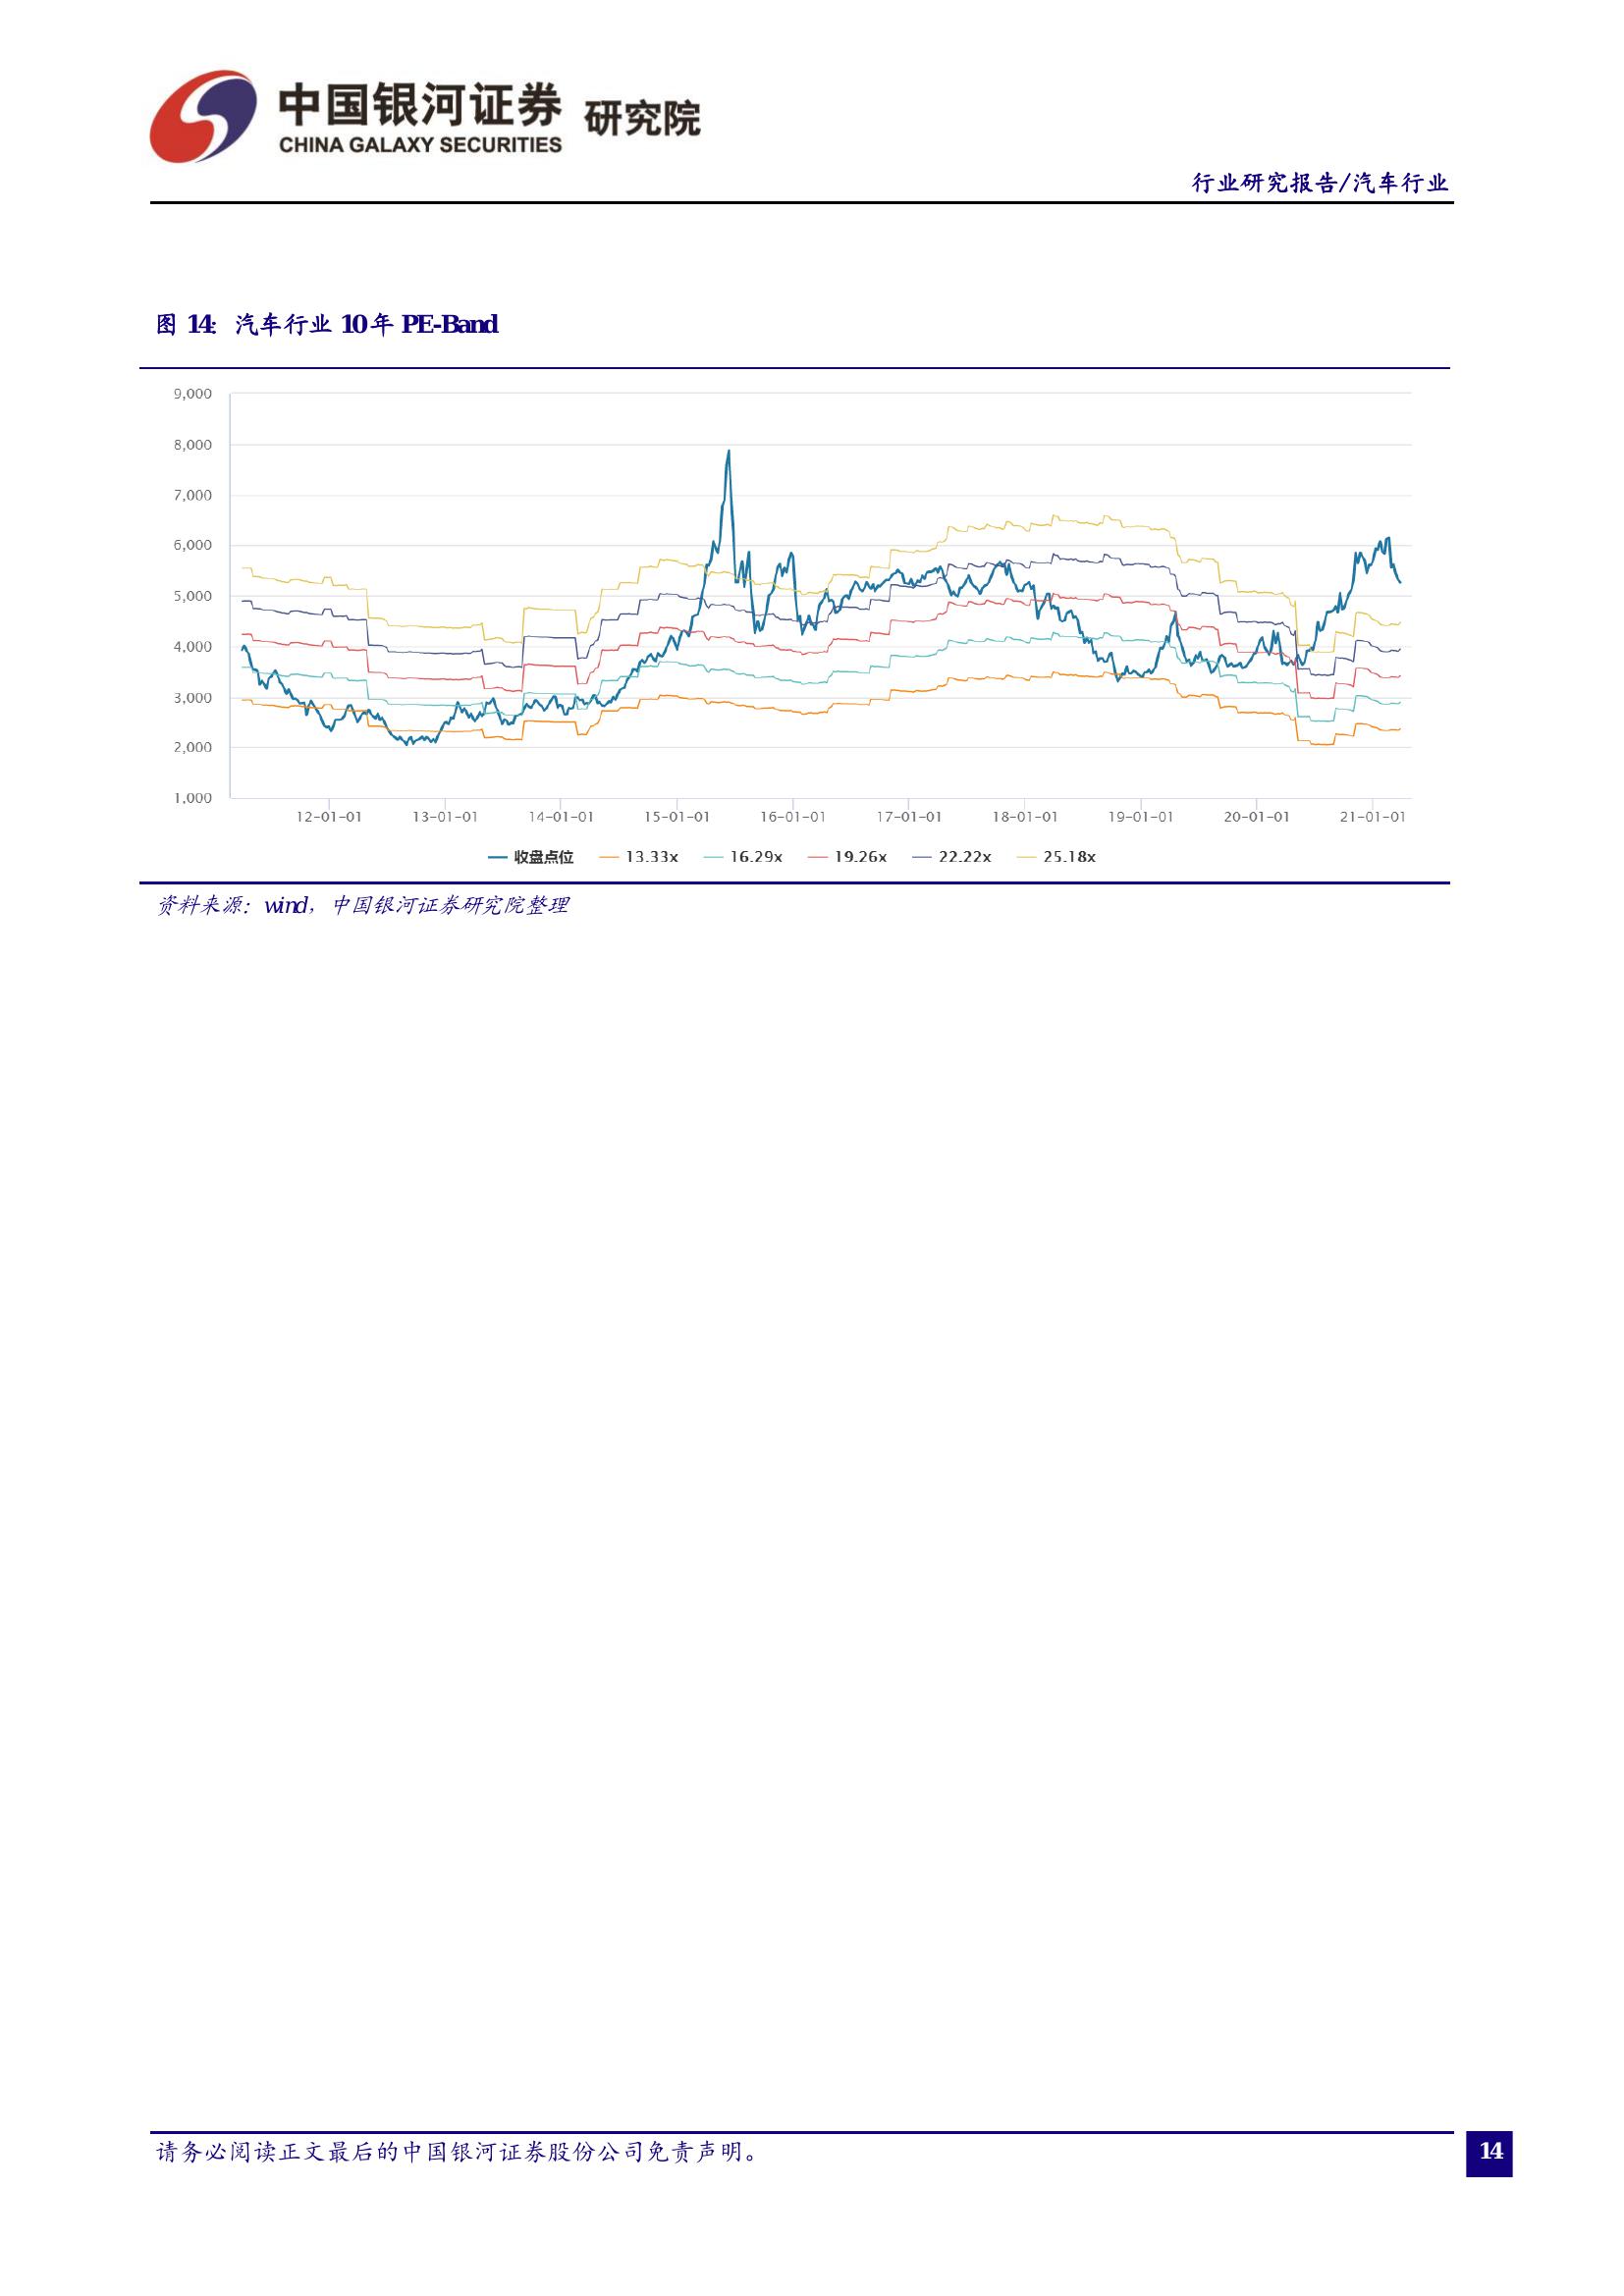 中国银河证券 研究院
CHINA GALAXY SECURITIES
行业研究报告/汽车行业
图 14: 汽车行业 10 年 PE-Band
9,000
8,000
7,000
6,000
5,000
4,000
3,000
2,000
1,000
12-01-01 13-01-01 14-01-01 15-01-01 16-01-01 17-01-01 18-01-01 19-01-01 20-01-01 21-01-01
收盘点位 13.33x 16.29x 19.26x 22.22x 25.18x
资料来源：wind，中国银河证券研究院整理
请务必阅读正文最后的中国银河证券股份公司免责声明。
14